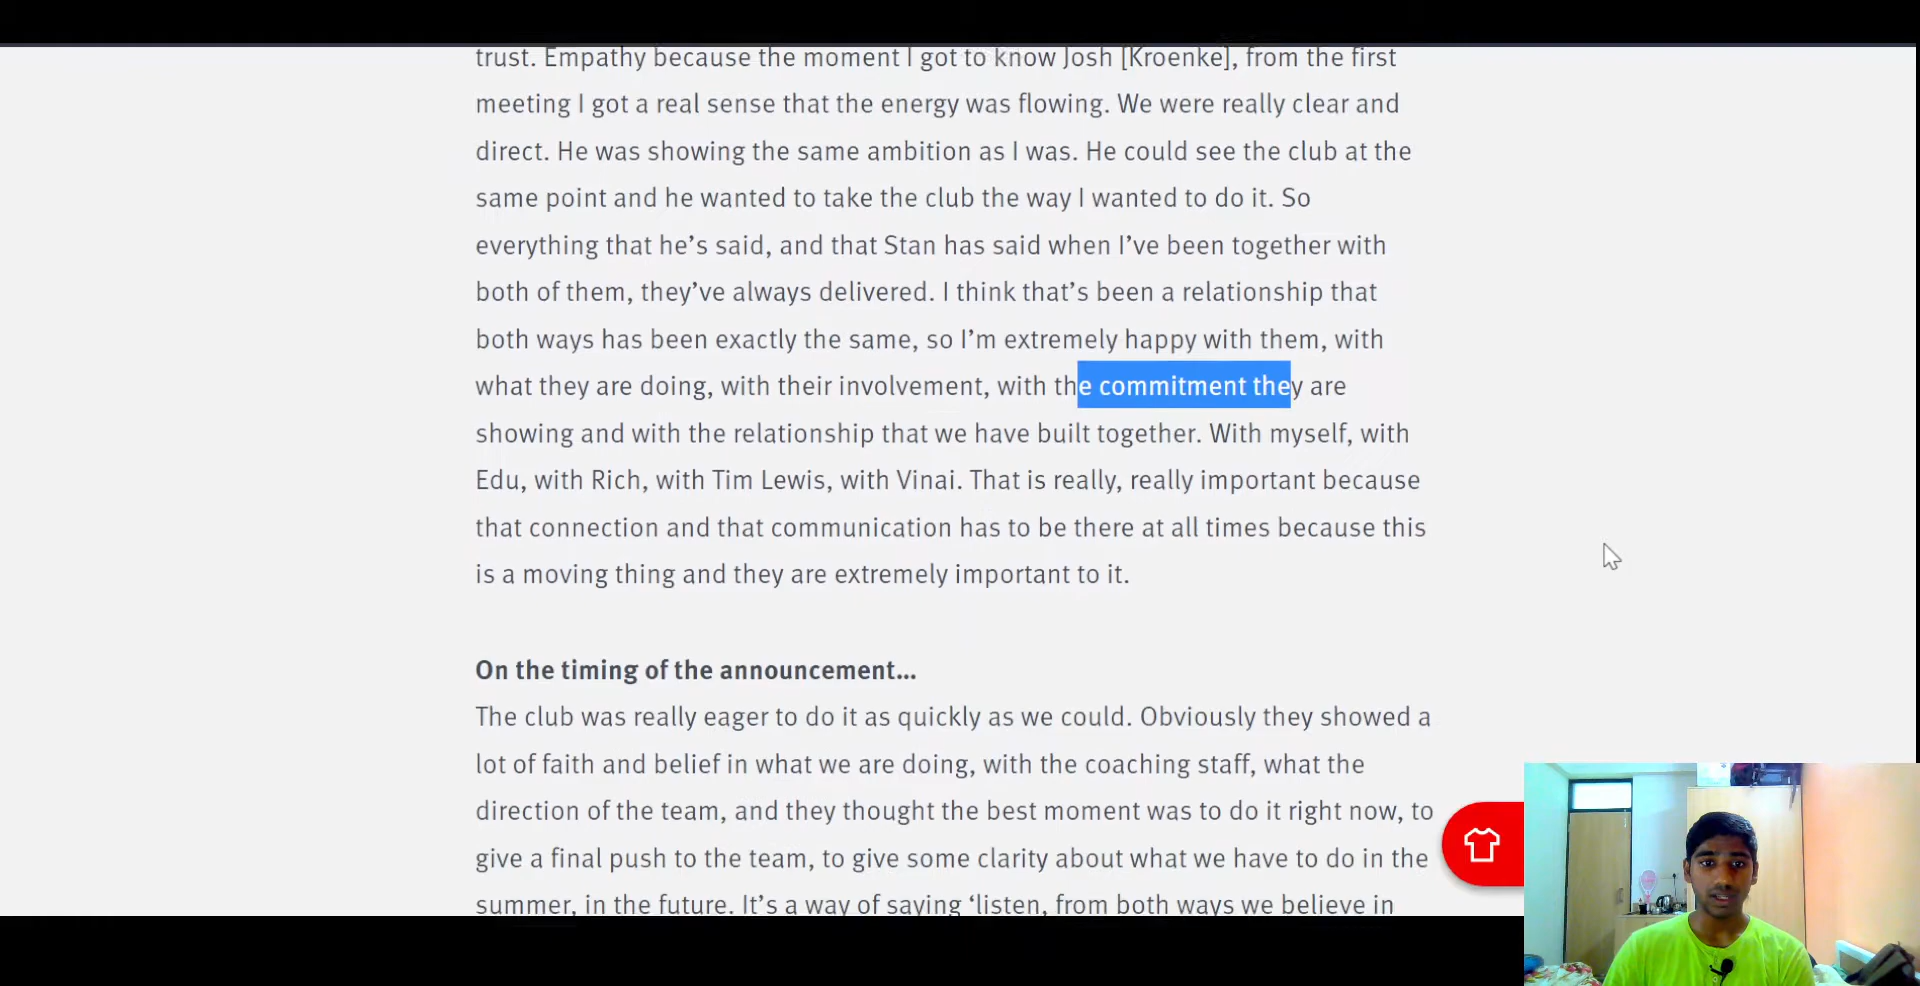 trust. Empathy because the moment I got to know Josh [Kroenke], from the first
meeting I got a real sense that the energy was flowing. We were really clear and
direct. He was showing the same ambition as I was. He could see the club at the
same point and he wanted to take the club the way I wanted to do it. So
everything that he’s said, and that Stan has said when I’ve been together with
both of them, they’ve always delivered. I think that’s been a relationship that
both ways has been exactly the same, so I’m extremely happy with them, with
what they are doing, with their involvement, with the commitment they are
showing and with the relationship that we have built together. With myself, with
Edu, with Rich, with Tim Lewis, with Vinai. That is really, really important because
that connection and that communication has to be there at all times because this
is a moving thing and they are extremely important to it.
On the timing of the announcement...
The club was really eager to do it as quickly as we could. Obviously they showed a
lot of faith and belief in what we are doing, with the coaching staff, what the
direction of the team, and they thought the best moment was to do it right now, to
give a final push to the team, to give some clarity about what we have to do in the
summer, in the future. It’s a way of saying ‘listen, from both ways we believe in